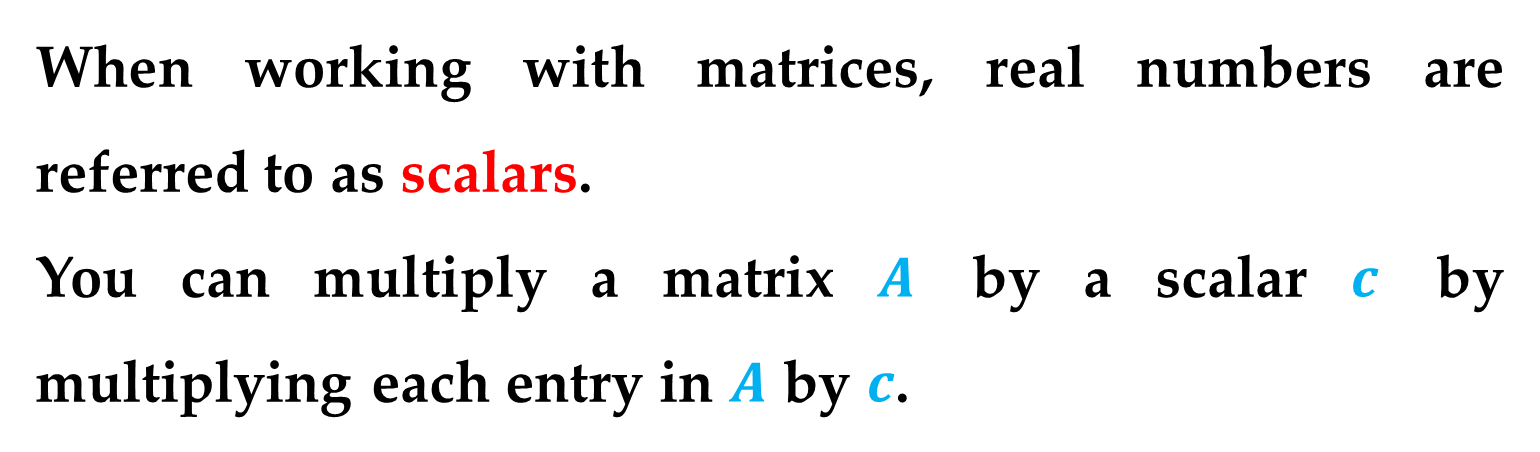 When working with matrices, real numbers are
referred to as scalars.
You can multiply a matrix A by a scalar c by
multiplying each entry in A by c.